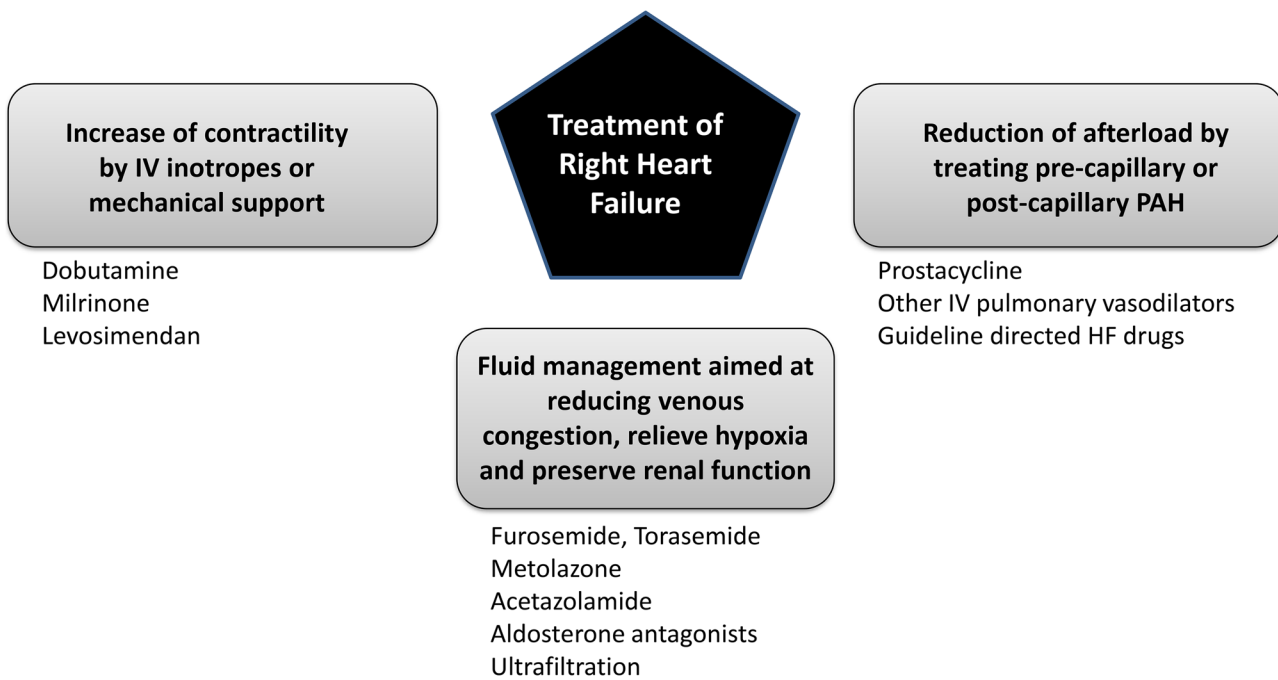 Treatment of
Right Heart
Failure
Increase of contractility
by IV inotropes or
mechanical support
Dobutamine
Milrinone
Levosimendan
Reduction of afterload by
treating pre-capillary or
post-capillary PAH
Prostacycline
Other IV pulmonary vasodilators
Guideline directed HF drugs
Fluid management aimed at
reducing venous
congestion, relieve hypoxia
and preserve renal function
Furosemide, Torasemide
Metolazone
Acetazolamide
Aldosterone antagonists
Ultrafiltration